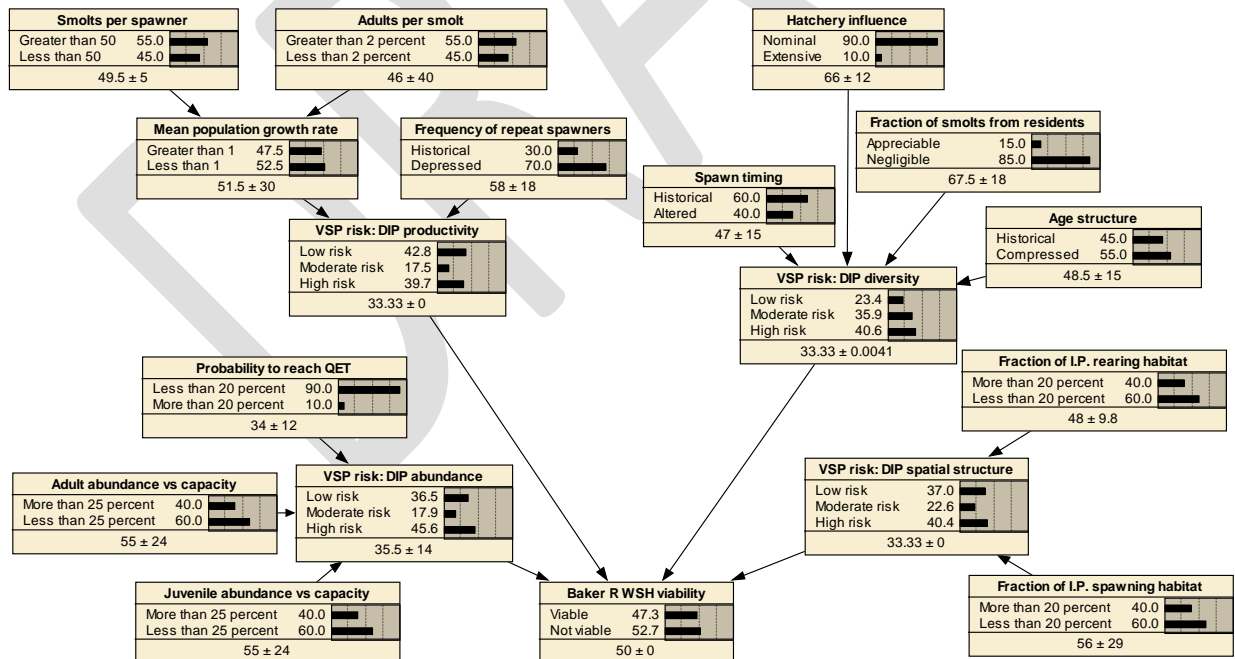 Smolts per spawner
Greater than 50 55.0
Less than 50 45.0
49.5 ± 5
Adults per smolt
Greater than 2 percent 55.0
Less than 2 percent 45.0
46 ± 40
Hatchery influence
Nominal 90.0
Extensive 10.0
66 ± 12
Mean population growth rate
Greater than 1 47.5
Less than 1 52.5
51.5 ± 30
Frequency of repeat spawners
Historical 30.0
Depressed 70.0
58 ± 18
Fraction of smolts from residents
Appreciable 15.0
Negligible 85.0
67.5 ± 18
Spawn timing
Historical 60.0
Altered 40.0
47 ± 15
Age structure
Historical 45.0
Compressed 55.0
48.5 ± 15
VSP risk: DIP productivity
Low risk 42.8
Moderate risk 17.5
High risk 39.7
33.33 ± 0
VSP risk: DIP diversity
Low risk 23.4
Moderate risk 35.9
High risk 40.6
33.33 ± 0.0041
Probability to reach QET
Less than 20 percent 90.0
More than 20 percent 10.0
34 ± 12
Fraction of I.P. rearing habitat
More than 20 percent 40.0
Less than 20 percent 60.0
48 ± 9.8
Adult abundance vs capacity
More than 25 percent 40.0
Less than 25 percent 60.0
55 ± 24
VSP risk: DIP abundance
Low risk 36.5
Moderate risk 17.9
High risk 45.6
35.5 ± 14
VSP risk: DIP spatial structure
Low risk 37.0
Moderate risk 22.6
High risk 40.4
33.33 ± 0
Juvenile abundance vs capacity
More than 25 percent 40.0
Less than 25 percent 60.0
55 ± 24
Baker R WSH viability
Viable 47.3
Not viable 52.7
50 ± 0
Fraction of I.P. spawning habitat
More than 20 percent 40.0
Less than 20 percent 60.0
56 ± 29